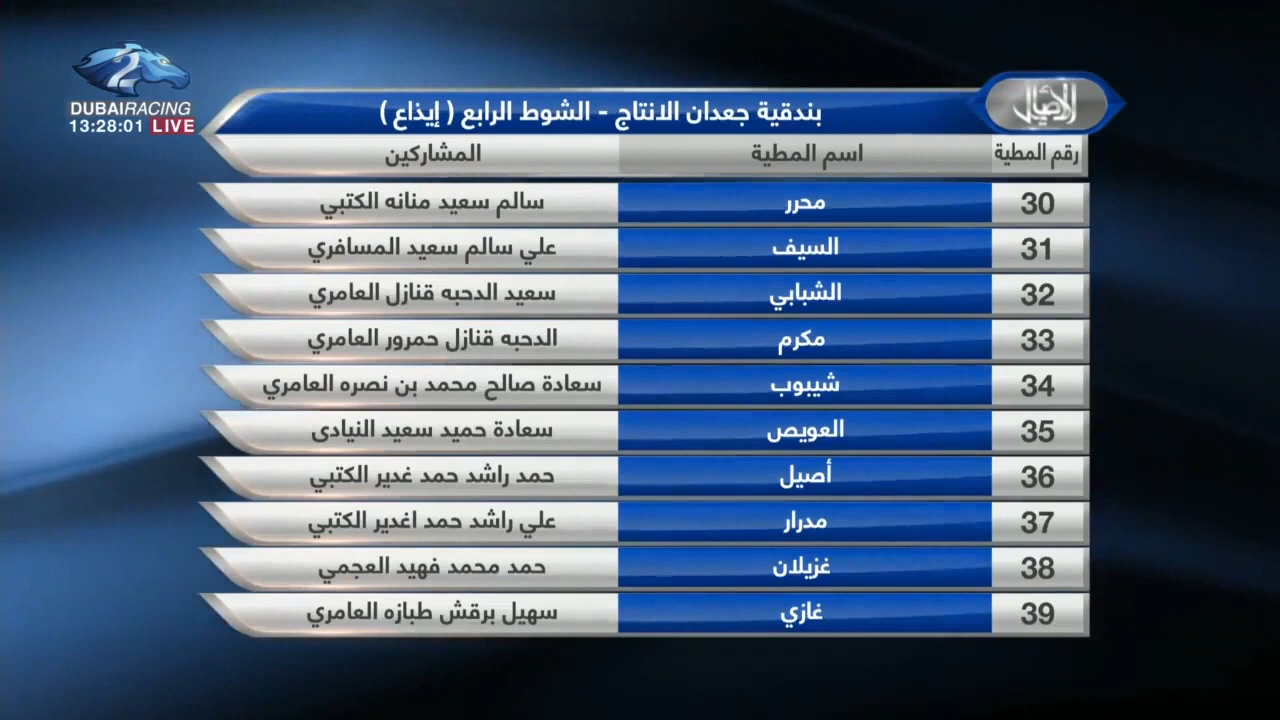 2
DUBAIRACING
13:28:01 LIVE
الأصايل
بندقية جعدان الانتاج - الشوط الرابع ( إيذاع )
رقم المطية اسم المطية المشاركين
30 محرر سالم سعيد منانه الكتبي
31 السيف علي سالم سعيد المسافري
32 الشبابي سعيد الدحبه قنازل العامري
33 مكرم الدحبه قنازل حمرور العامري
34 شيبوب سعادة صالح محمد بن نصره العامري
35 العويص سعادة حميد سعيد النيادى
36 أصيل حمد راشد حمد غدير الكتبي
37 مدرار علي راشد حمد اغدير الكتبي
38 غزيلان حمد محمد فهيد العجمي
39 غازي سهيل برقش طبازه العامري